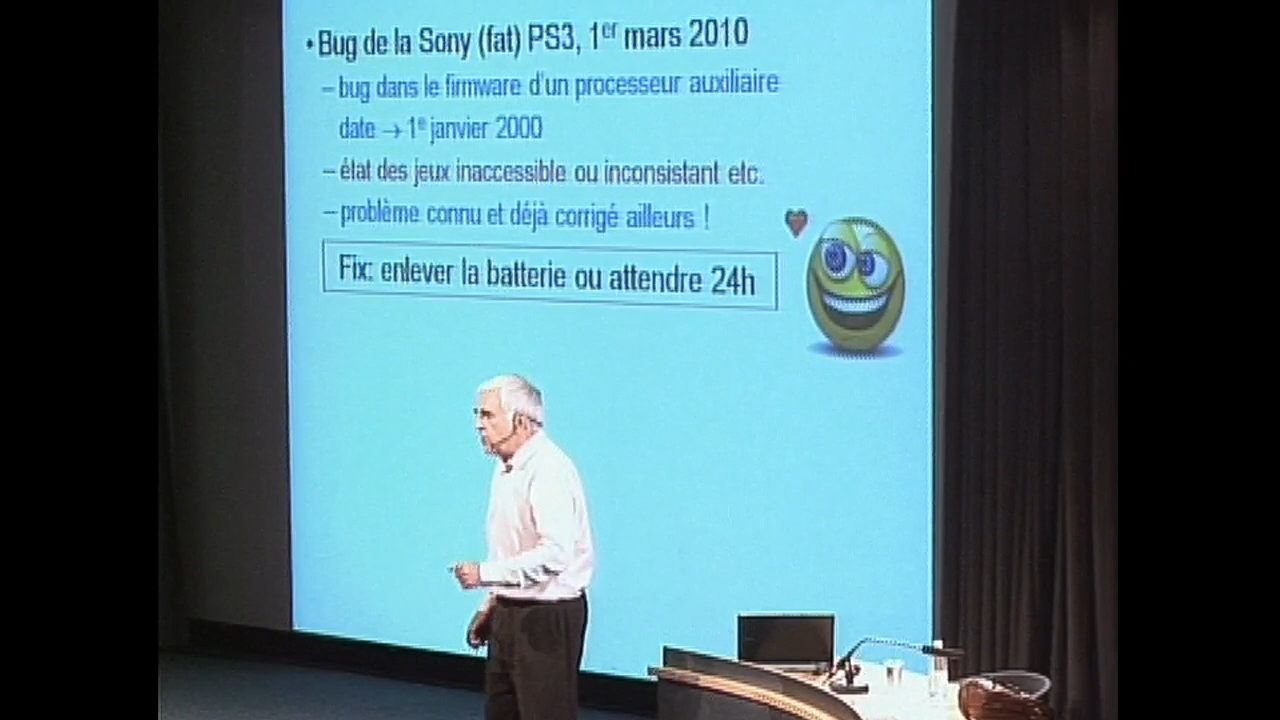 • Bug de la Sony (fat) PS3, 1er mars 2010
– bug dans le firmware d'un processeur auxiliaire
date → 1e janvier 2000
– état des jeux inaccessible ou inconsistant etc.
– problème connu et déjà corrigé ailleurs !
Fix: enlever la batterie ou attendre 24h